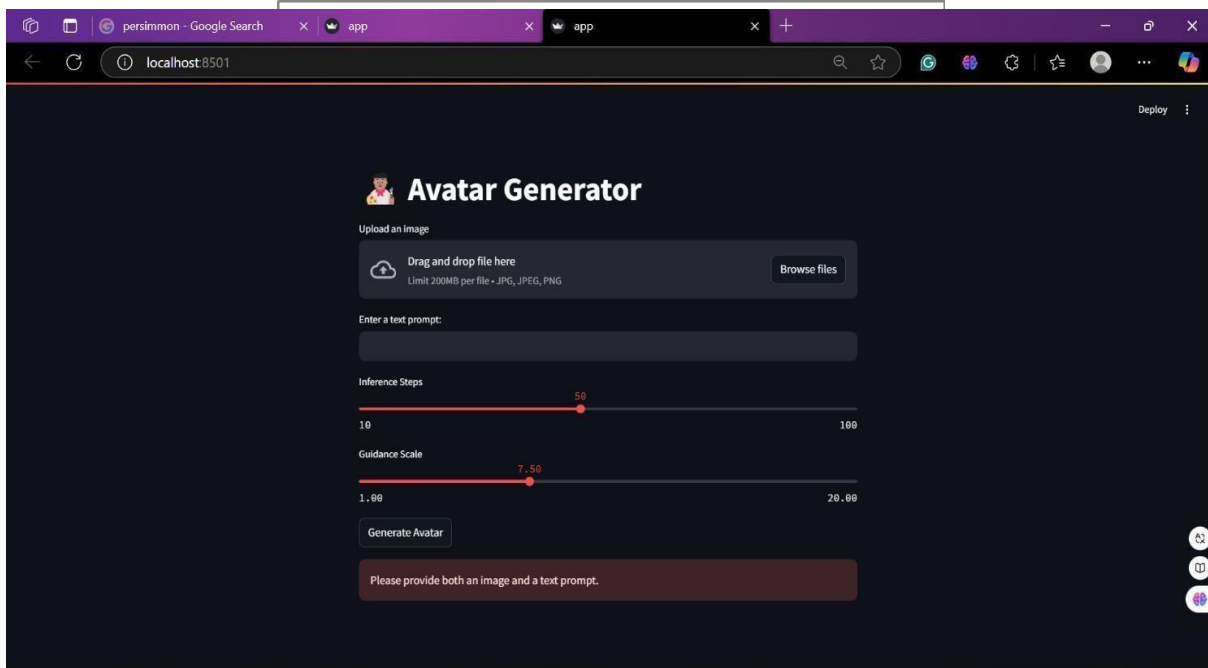 persimmon - Google Search
app
app
localhost:8501
Deploy
Avatar Generator
Upload an image
Drag and drop file here
Limit 200MB per file • JPG, JPEG, PNG
Browse files
Enter a text prompt:
Inference Steps
50
10 100
Guidance Scale
7.50
1.00 20.00
Generate Avatar
Please provide both an image and a text prompt.